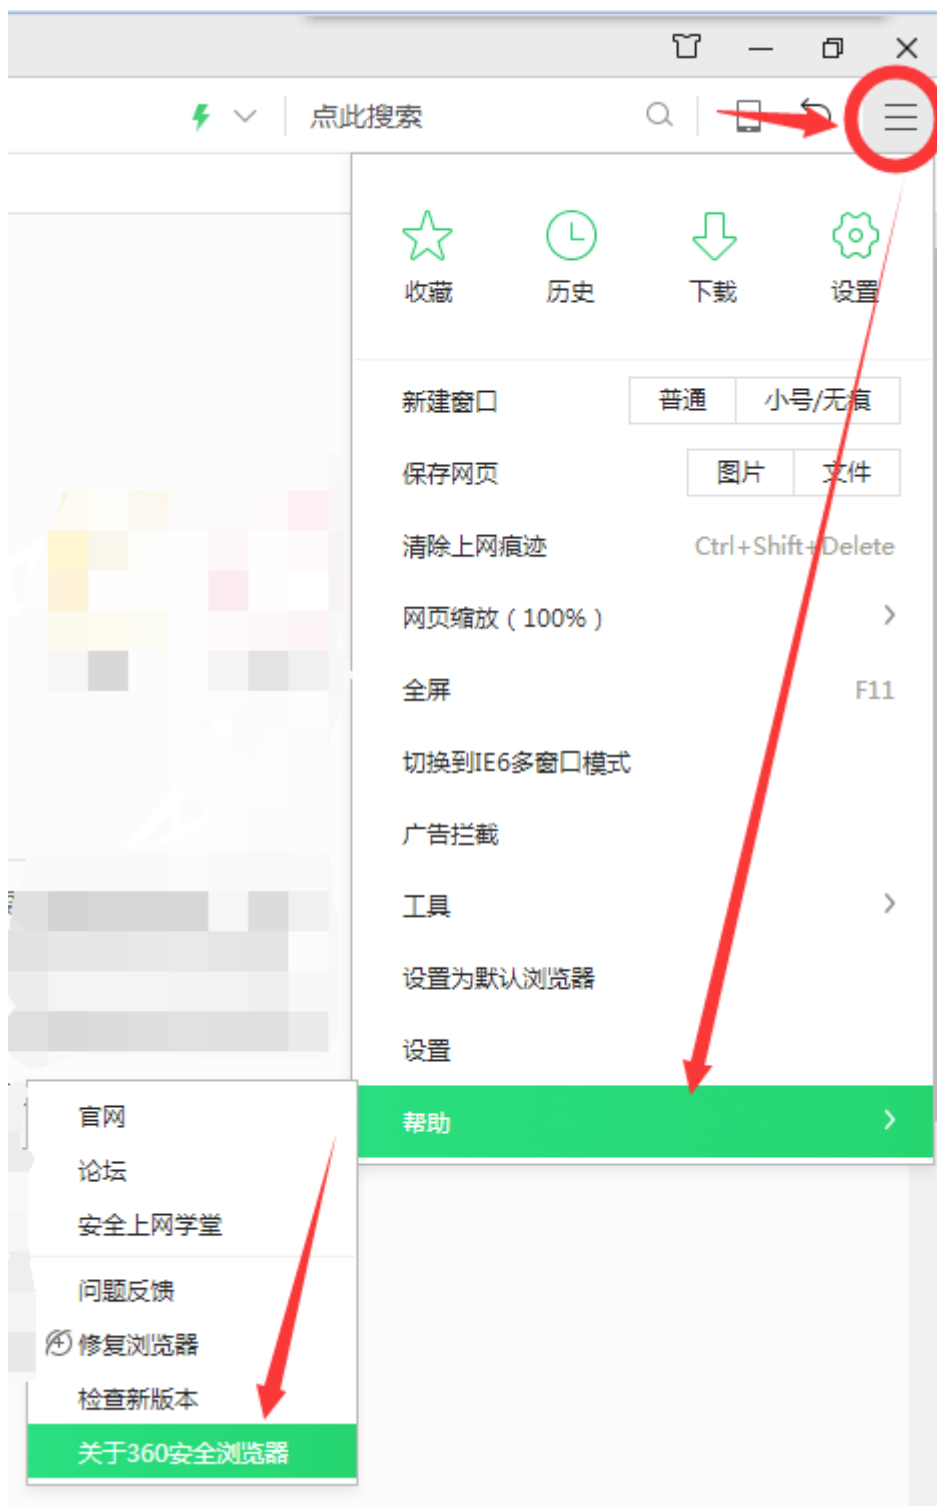 点此搜索
收藏 历史 下载 设置
新建窗口 普通 小号/无痕
保存网页 图片 文件
清除上网痕迹 Ctrl+Shift+Delete
网页缩放（100%）
全屏 F11
切换到IE6多窗口模式
广告拦截
工具
设置为默认浏览器
设置
帮助
官网
论坛
安全上网学堂
问题反馈
修复浏览器
检查新版本
关于360安全浏览器